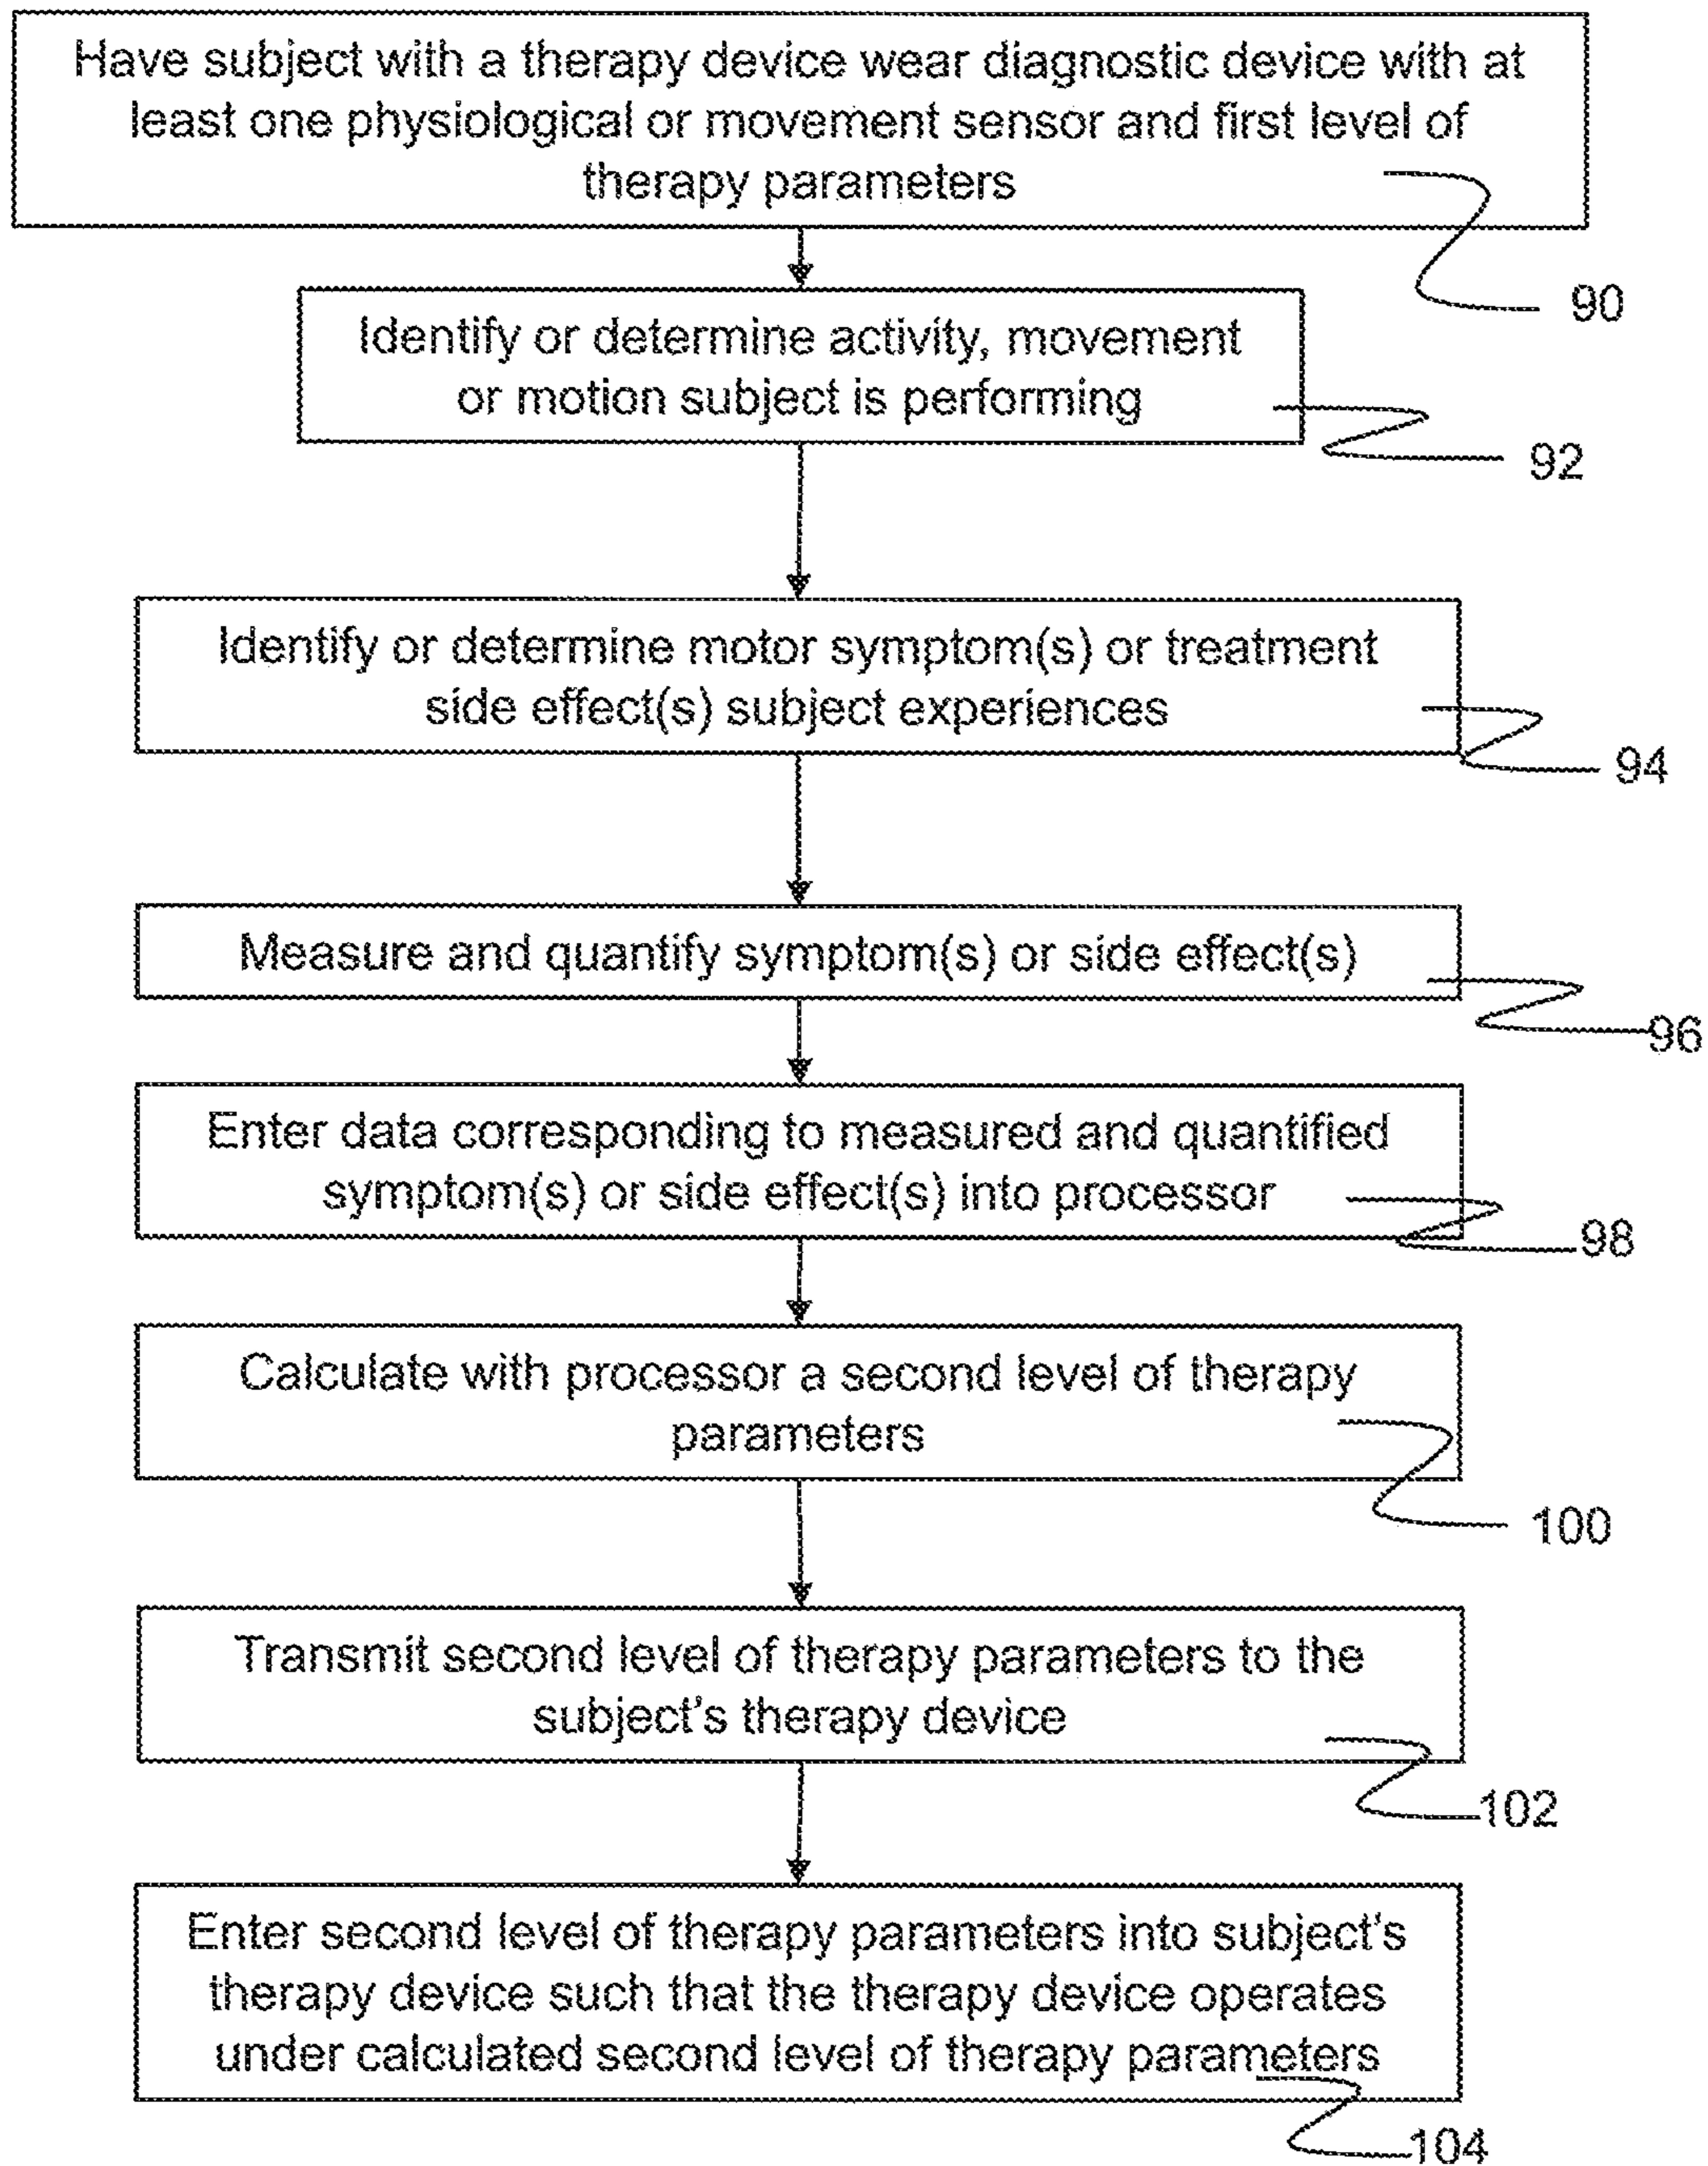 Have subject with a therapy device wear diagnostic device with at
least one physiological or movement sensor and first level of
therapy parameters
90
Identify or determine activity, movement
or motion subject is performing
92
Identify or determine motor symptom(s) or treatment
side effect(s) subject experiences
94
Measure and quantify symptom(s) or side effect(s)
96
Enter data corresponding to measured and quantified
symptom(s) or side effect(s) into processor
98
Calculate with processor a second level of therapy
parameters
100
Transmit second level of therapy parameters to the
subject's therapy device
102
Enter second level of therapy parameters into subject's
therapy device such that the therapy device operates
under calculated second level of therapy parameters
104